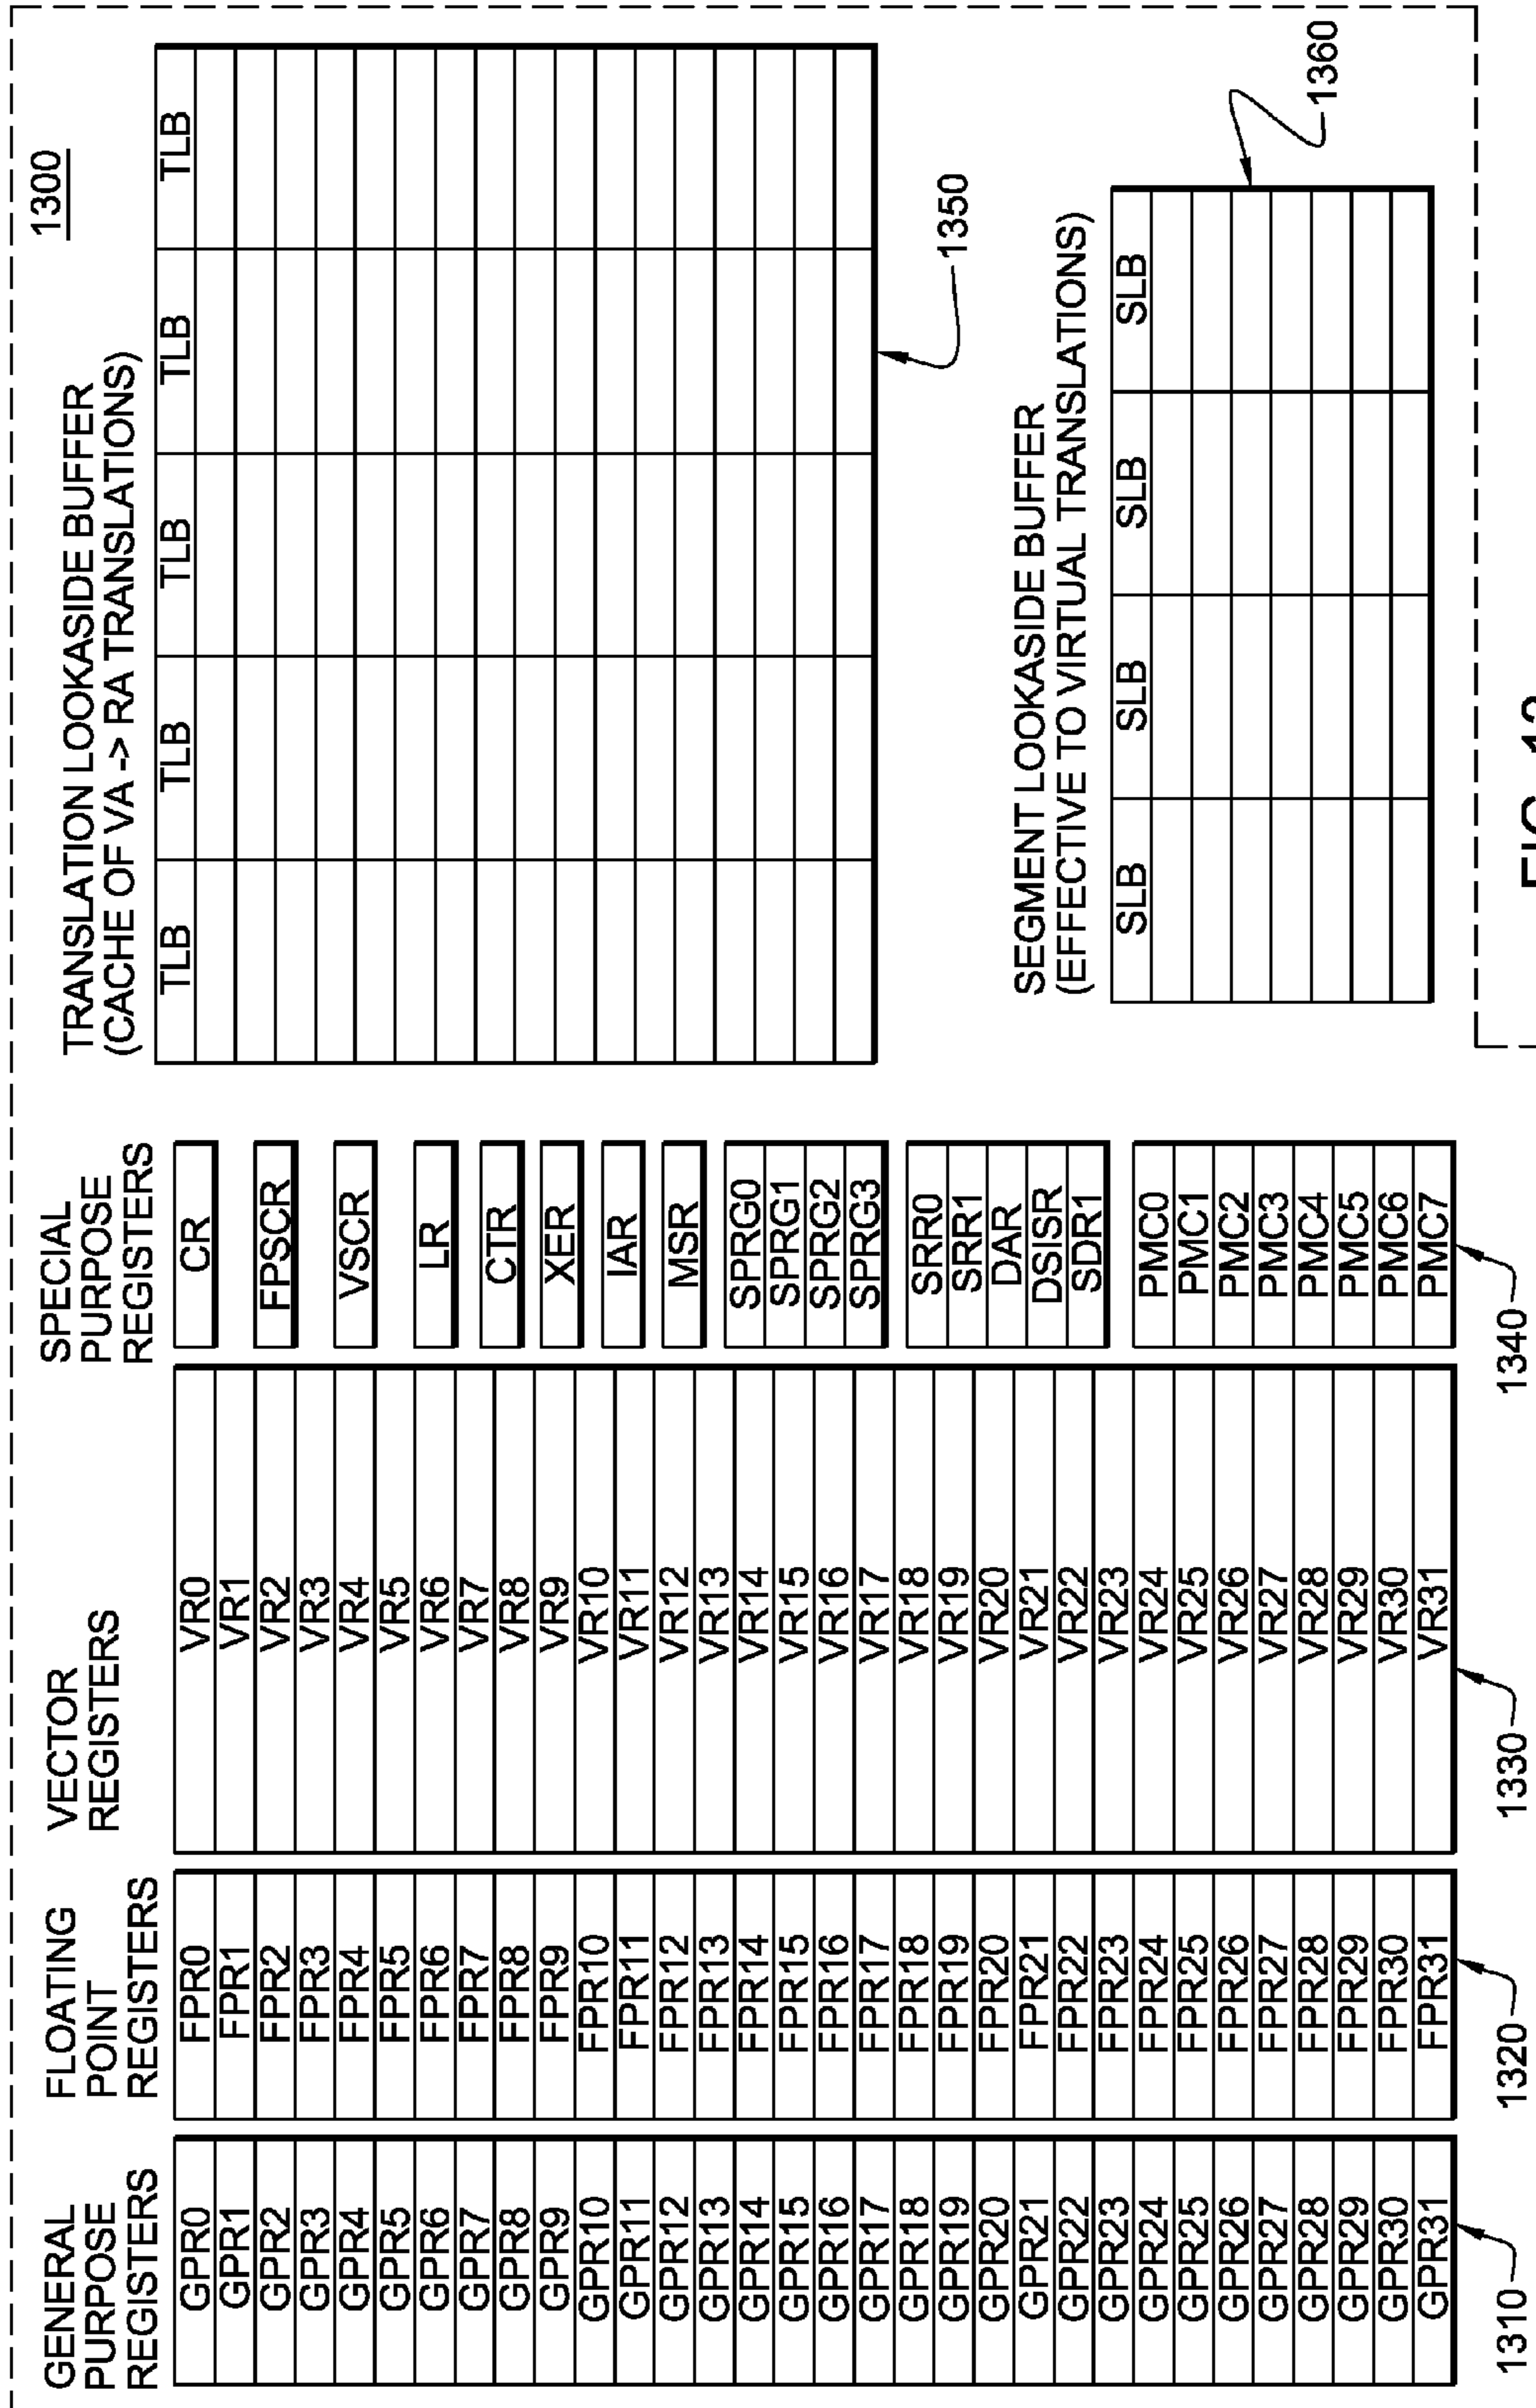 1300
GENERAL
PURPOSE
REGISTERS
GPR0
GPR1
GPR2
GPR3
GPR4
GPR5
GPR6
GPR7
GPR8
GPR9
GPR10
GPR11
GPR12
GPR13
GPR14
GPR15
GPR16
GPR17
GPR18
GPR19
GPR20
GPR21
GPR22
GPR23
GPR24
GPR25
GPR26
GPR27
GPR28
GPR29
GPR30
GPR31
1310
FLOATING
POINT
REGISTERS
FPR0
FPR1
FPR2
FPR3
FPR4
FPR5
FPR6
FPR7
FPR8
FPR9
FPR10
FPR11
FPR12
FPR13
FPR14
FPR15
FPR16
FPR17
FPR18
FPR19
FPR20
FPR21
FPR22
FPR23
FPR24
FPR25
FPR26
FPR27
FPR28
FPR29
FPR30
FPR31
1320
VECTOR
REGISTERS
VR0
VR1
VR2
VR3
VR4
VR5
VR6
VR7
VR8
VR9
VR10
VR11
VR12
VR13
VR14
VR15
VR16
VR17
VR18
VR19
VR20
VR21
VR22
VR23
VR24
VR25
VR26
VR27
VR28
VR29
VR30
VR31
1330
SPECIAL
PURPOSE
REGISTERS
CR
FPSCR
VSCR
LR
CTR
XER
IAR
MSR
SPRG0
SPRG1
SPRG2
SPRG3
SRR0
SRR1
DAR
DSISR
SDR1
PMC0
PMC1
PMC2
PMC3
PMC4
PMC5
PMC6
PMC7
1340
TRANSLATION LOOKASIDE BUFFER
(CACHE OF VA -> RA TRANSLATIONS)
TLB TLB TLB TLB TLB
1350
SEGMENT LOOKASIDE BUFFER
(EFFECTIVE TO VIRTUAL TRANSLATIONS)
SLB SLB SLB SLB
1360